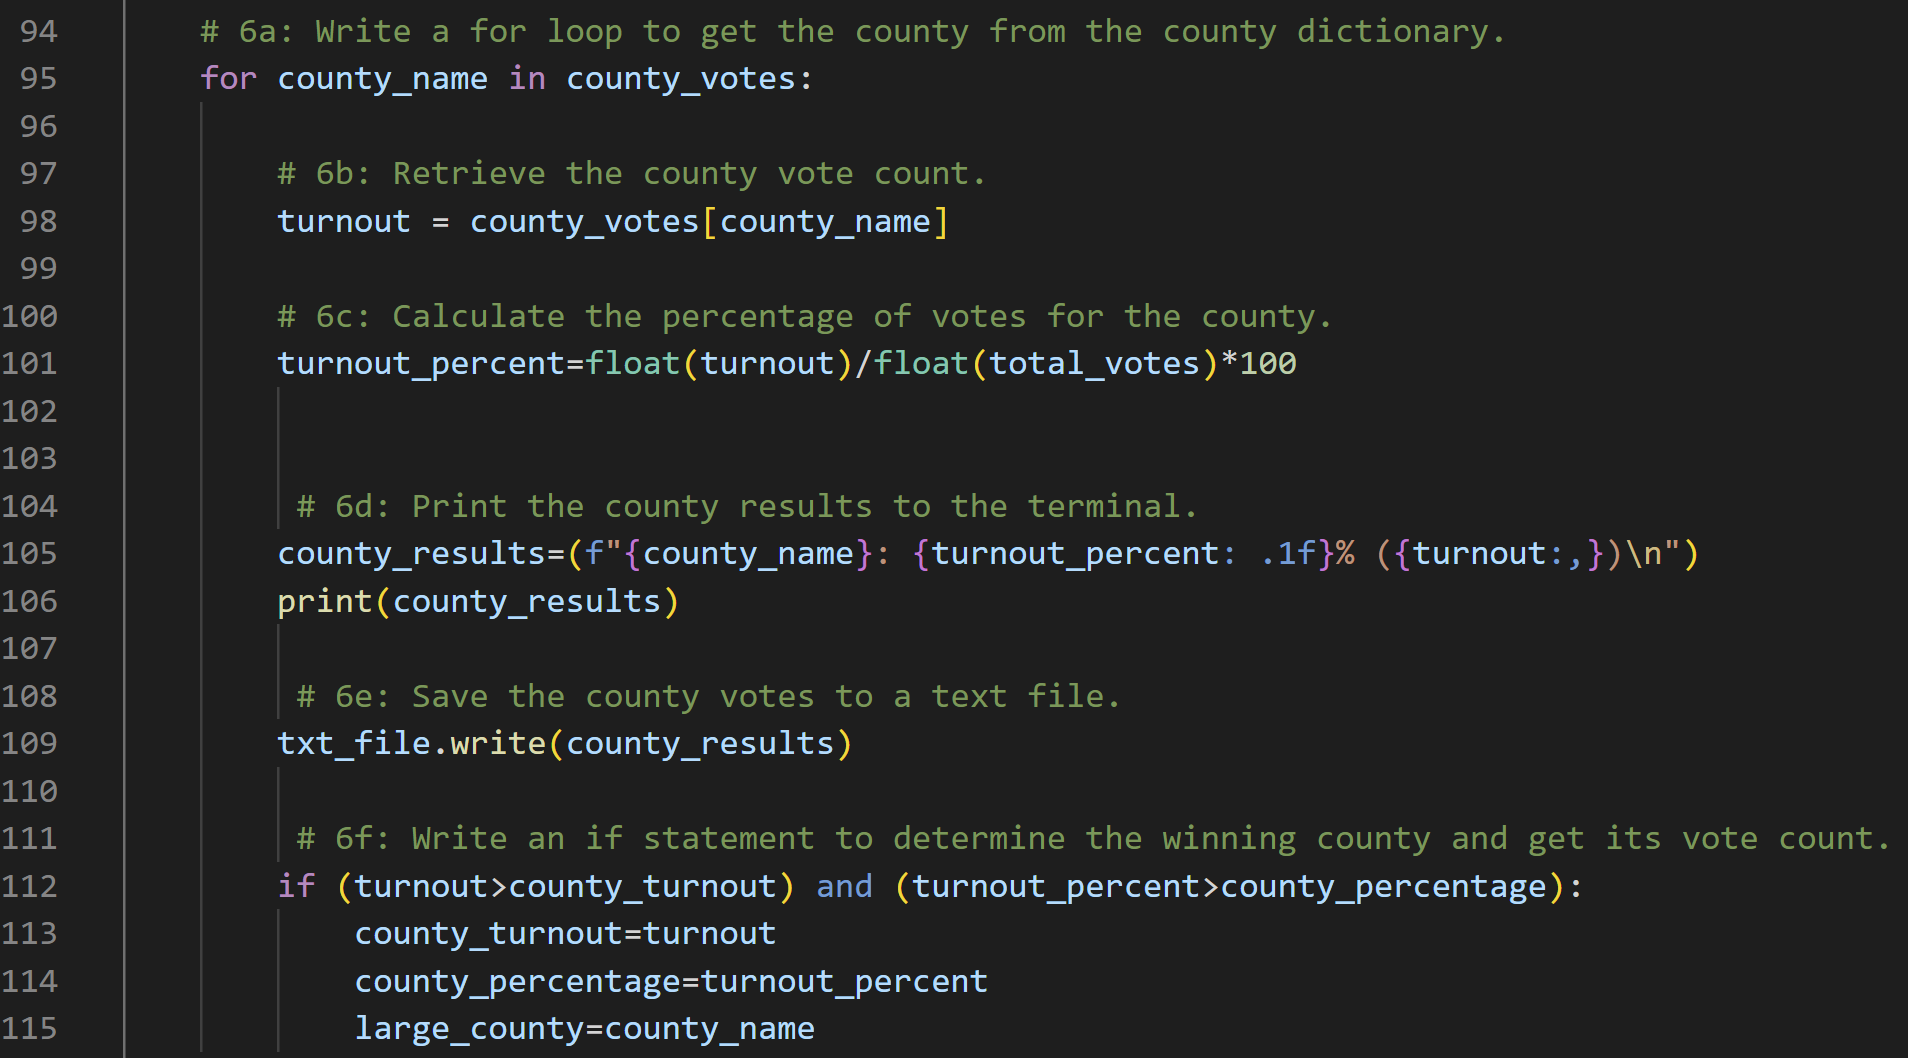 94 # 6a: Write a for loop to get the county from the county dictionary.
95 for county_name in county_votes:
96
97 # 6b: Retrieve the county vote count.
98 turnout = county_votes[county_name]
99
100 # 6c: Calculate the percentage of votes for the county.
101 turnout_percent=float(turnout)/float(total_votes)*100
102
103
104 # 6d: Print the county results to the terminal.
105 county_results=(f"{county_name}: {turnout_percent: .1f}% ({turnout:,})\n")
106 print(county_results)
107
108 # 6e: Save the county votes to a text file.
109 txt_file.write(county_results)
110
111 # 6f: Write an if statement to determine the winning county and get its vote count.
112 if (turnout>county_turnout) and (turnout_percent>county_percentage):
113 county_turnout=turnout
114 county_percentage=turnout_percent
115 large_county=county_name